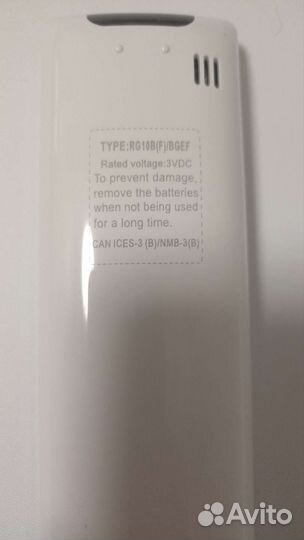 TYPE:RG10B(F)/BGEF
Rated voltage:3VDC
To prevent damage,
remove the batteries
when not being used
for a long time.
CAN ICES-3 (B)/NMB-3(B)
Avito